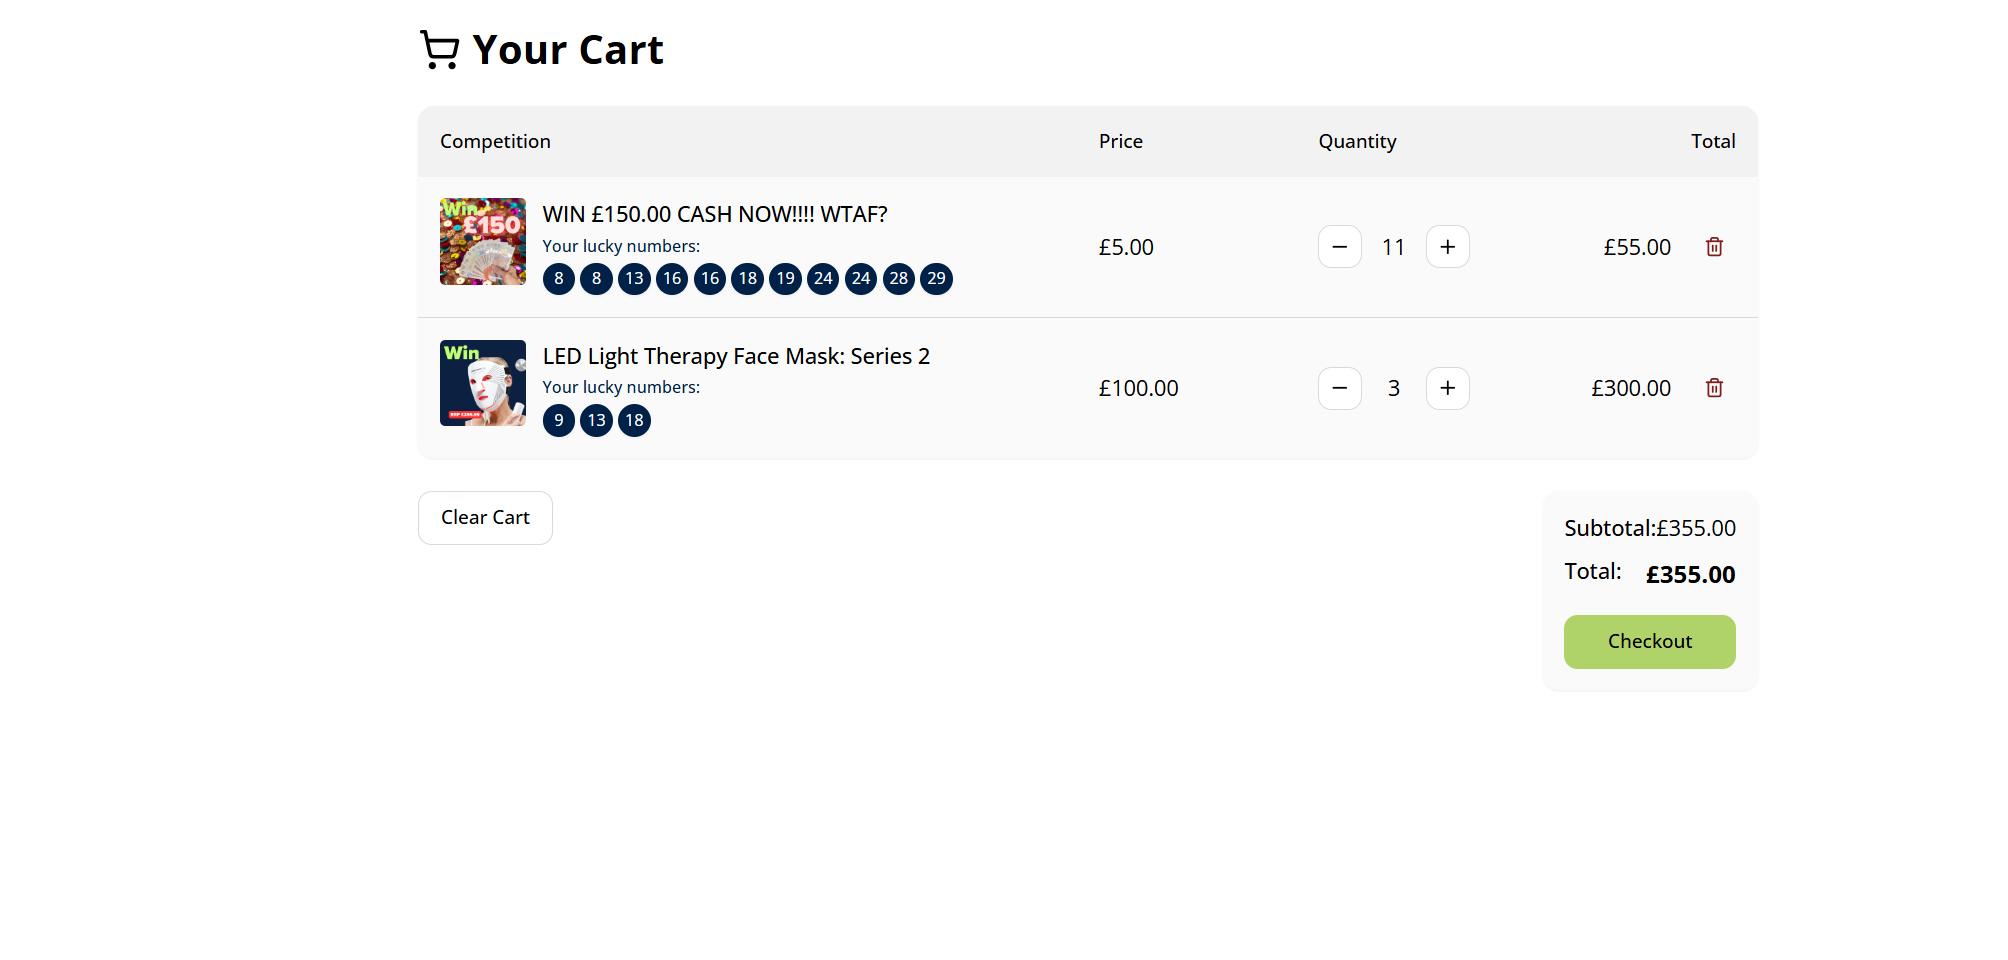 Your Cart
Competition Price Quantity Total
Win
£150
WIN £150.00 CASH NOW!!!! WTAF?
Your lucky numbers:
8 8 13 16 16 18 19 24 24 28 29
£5.00 11 £55.00
Win
LED Light Therapy Face Mask: Series 2
Your lucky numbers:
9 13 18
£100.00 3 £300.00
Clear Cart
Subtotal:£355.00
Total: £355.00
Checkout